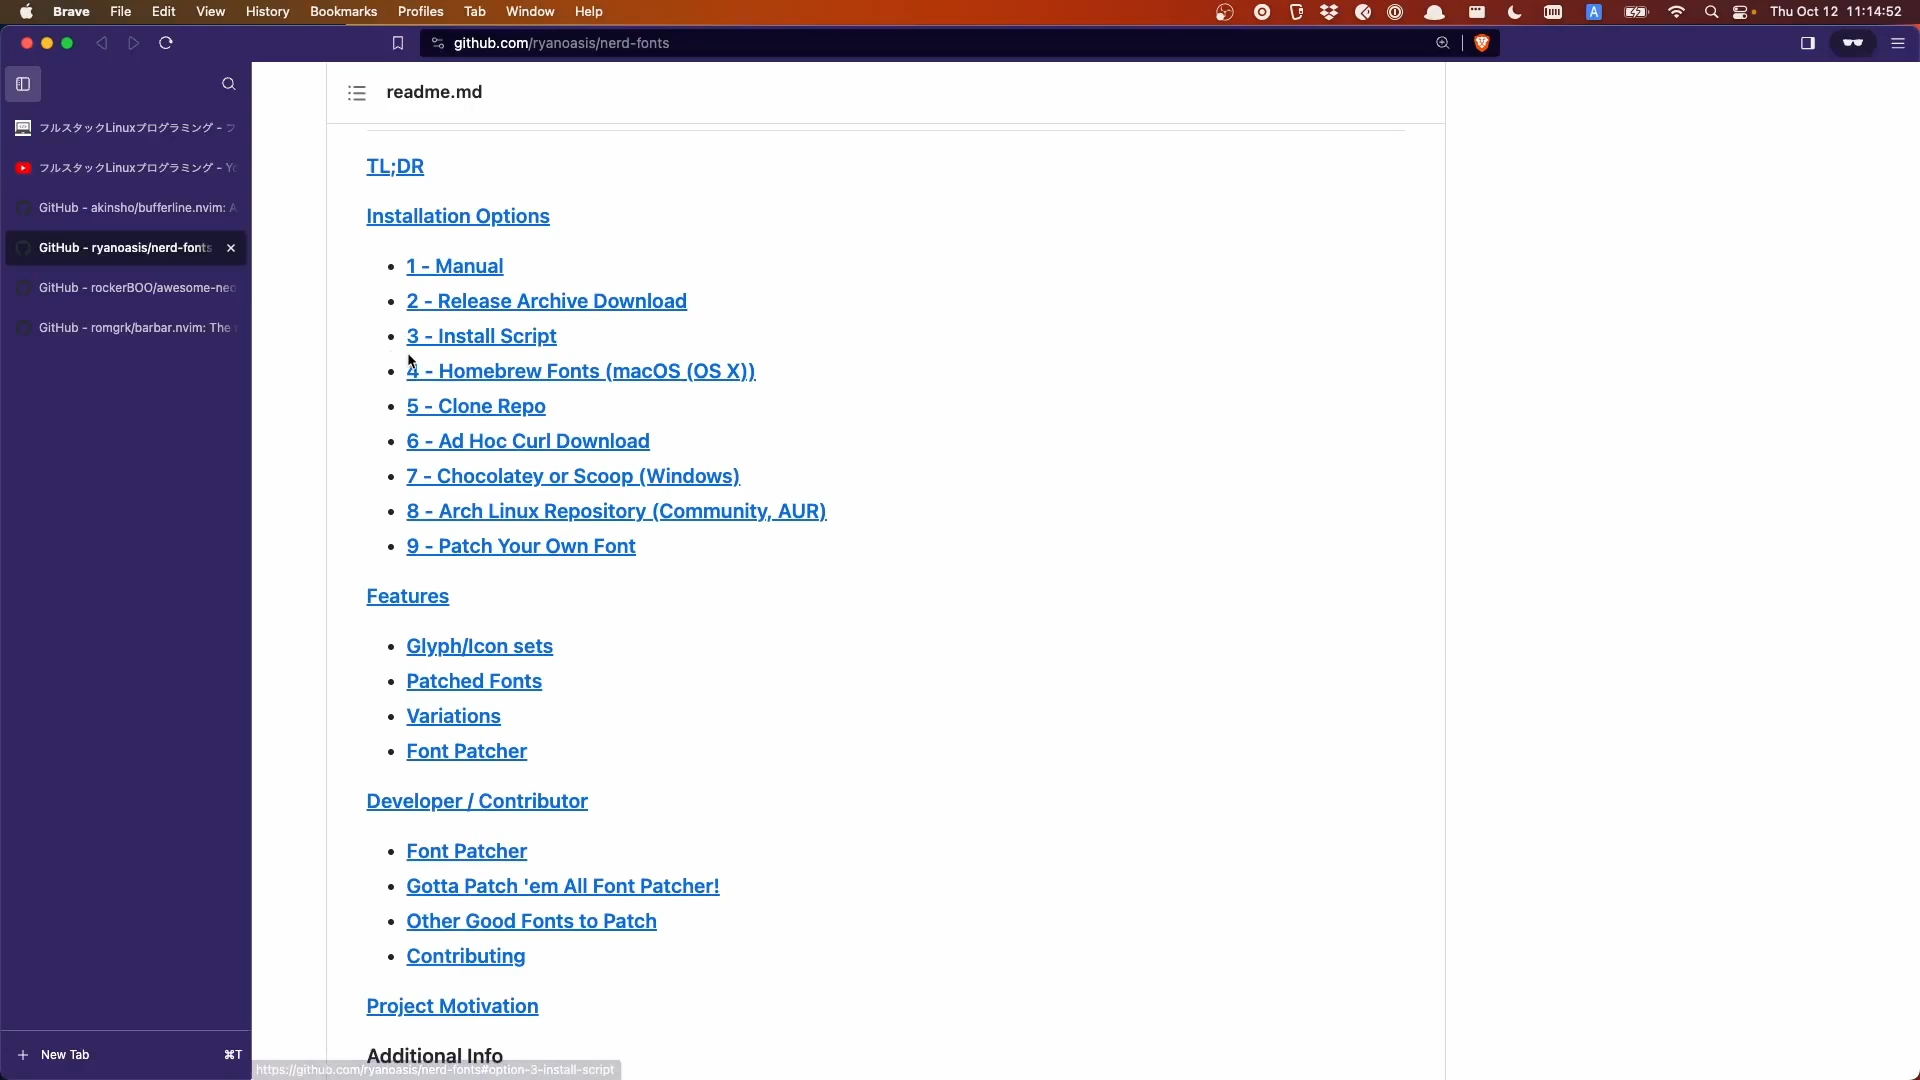 Brave File Edit View History Bookmarks Profiles Tab Window Help
A
Thu Oct 12 11:14:52
github.com/ryanoasis/nerd-fonts
フルスタックLinuxプログラミング - フ
フルスタックLinuxプログラミング - Yo
GitHub - akinsho/bufferline.nvim: A
GitHub - ryanoasis/nerd-fonts
GitHub - rockerBOO/awesome-neo
GitHub - romgrk/barbar.nvim: The
New Tab ⌘T
readme.md
TL;DR
Installation Options
• 1 - Manual
• 2 - Release Archive Download
• 3 - Install Script
• 4 - Homebrew Fonts (macOS (OS X))
• 5 - Clone Repo
• 6 - Ad Hoc Curl Download
• 7 - Chocolatey or Scoop (Windows)
• 8 - Arch Linux Repository (Community, AUR)
• 9 - Patch Your Own Font
Features
• Glyph/Icon sets
• Patched Fonts
• Variations
• Font Patcher
Developer / Contributor
• Font Patcher
• Gotta Patch 'em All Font Patcher!
• Other Good Fonts to Patch
• Contributing
Project Motivation
Additional Info
https://github.com/ryanoasis/nerd-fonts#option-3-install-script